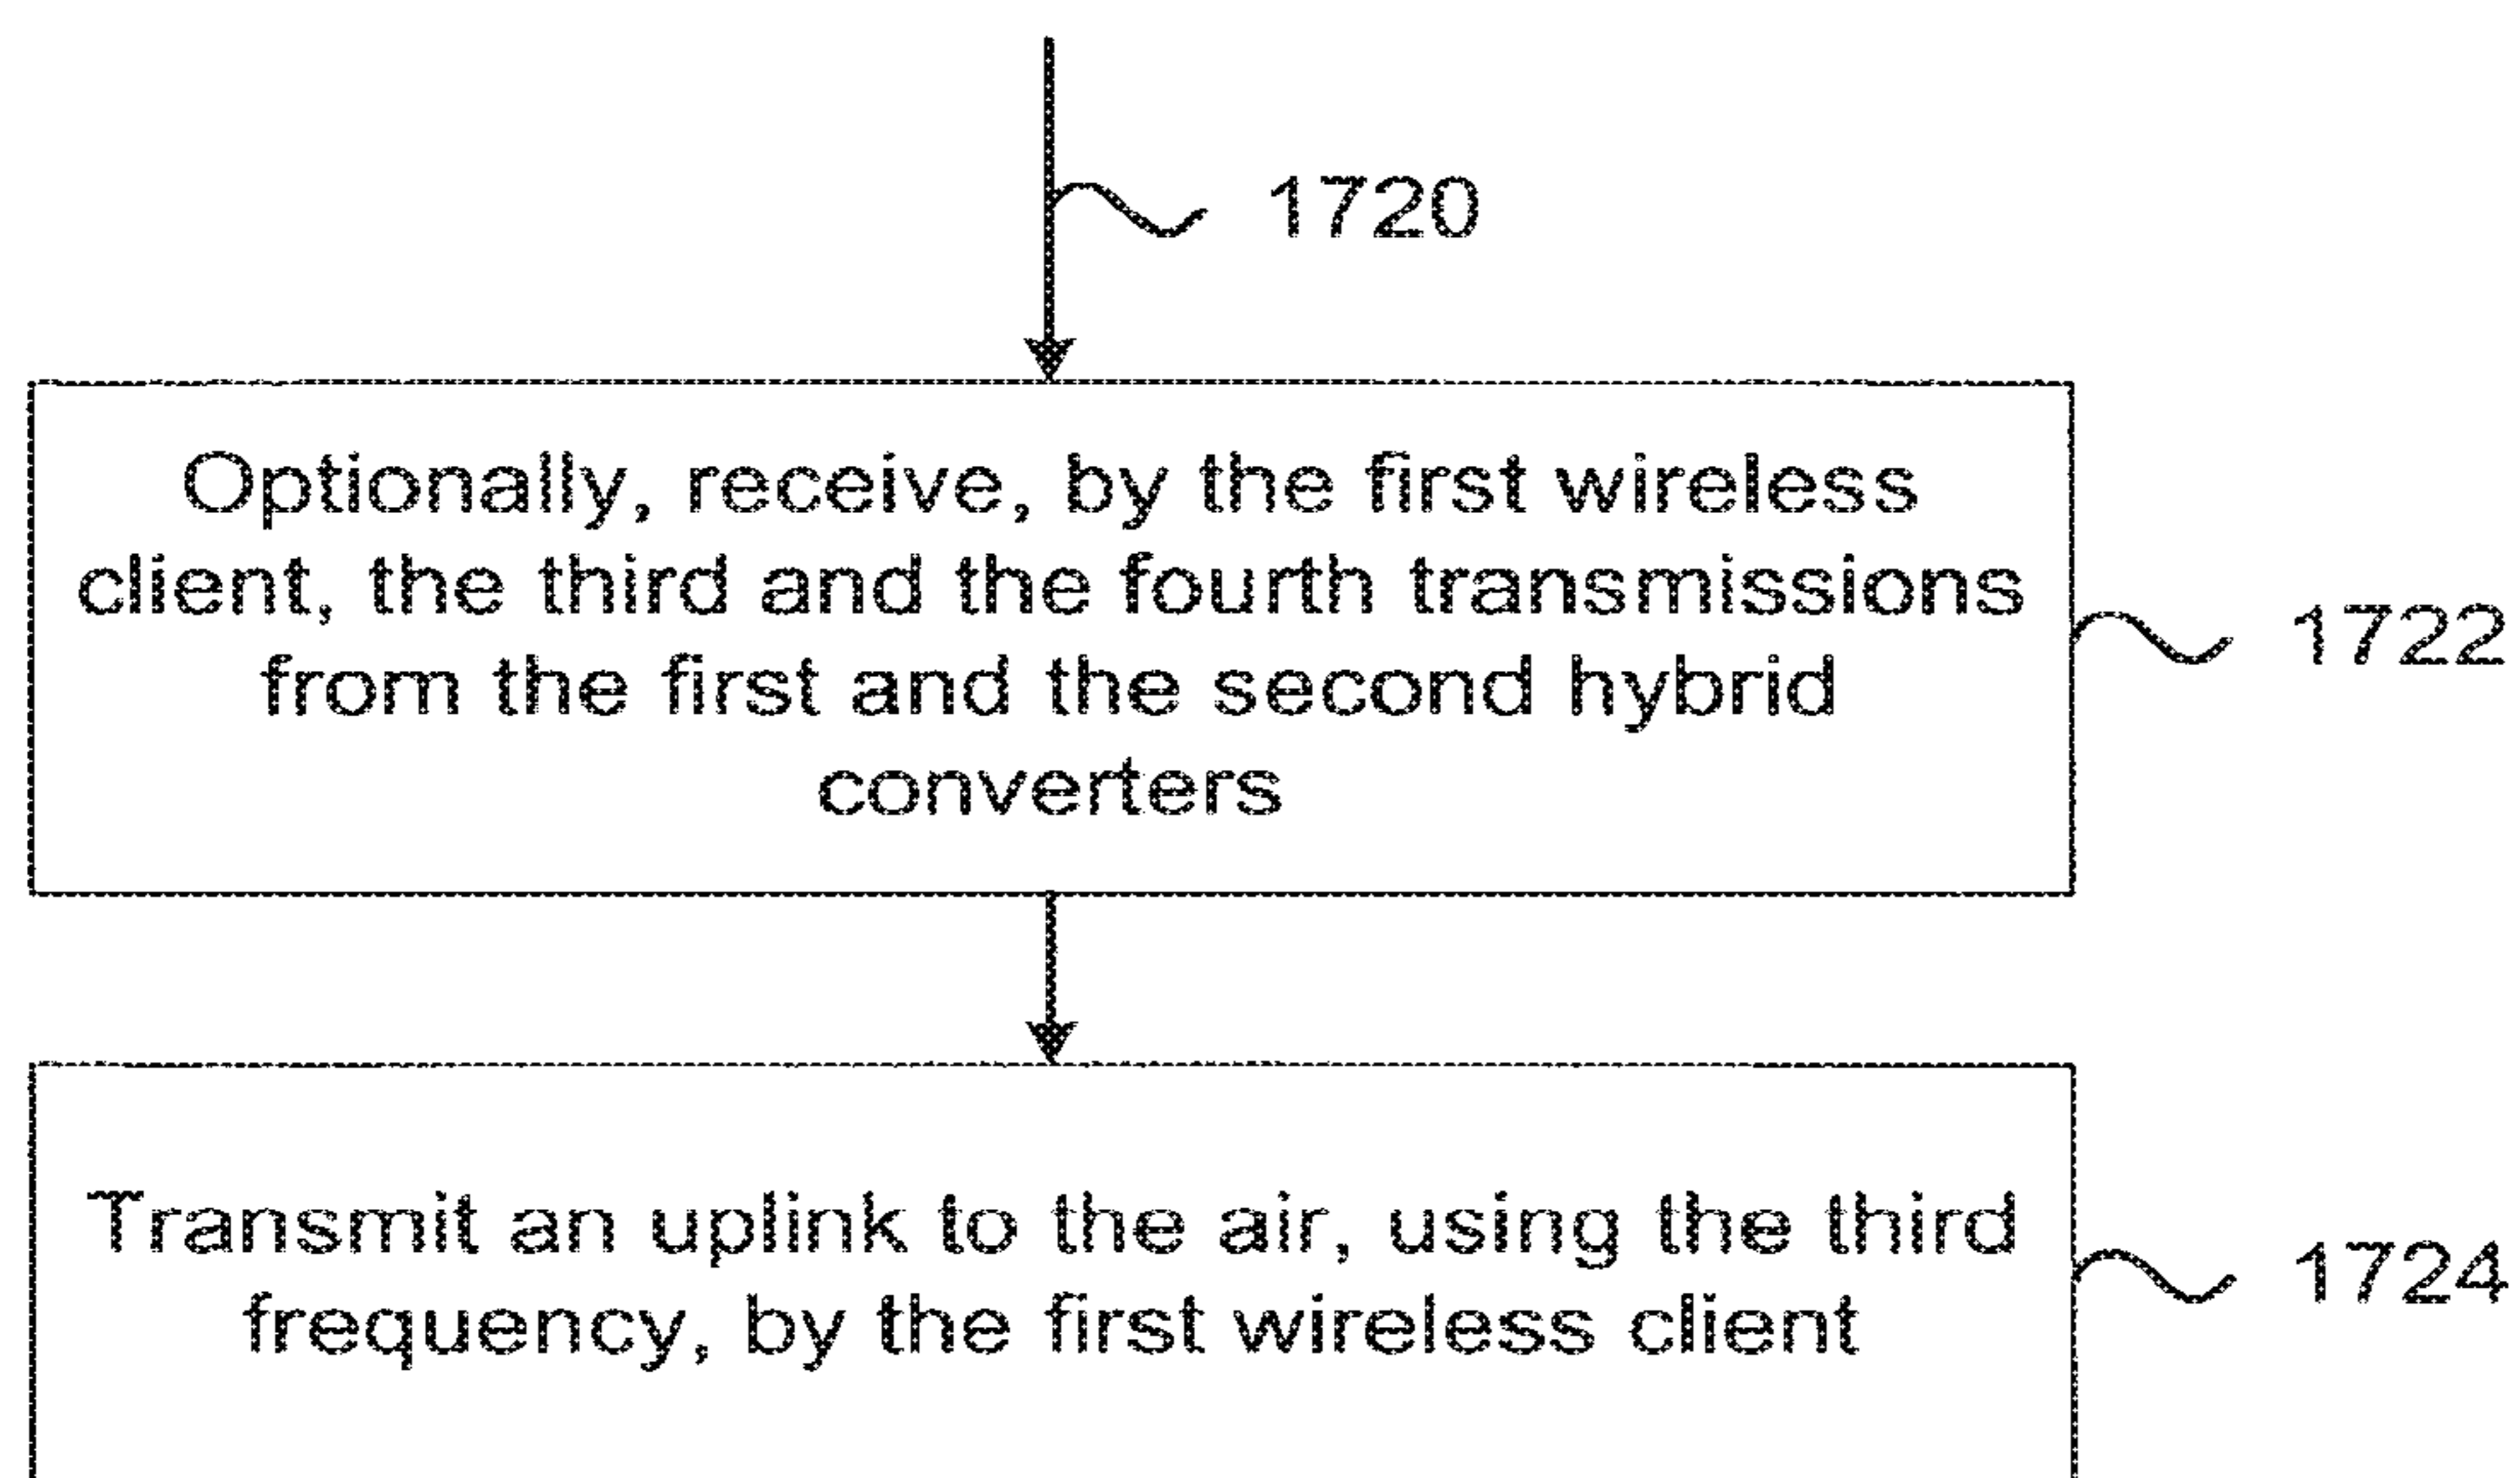 1720
Optionally, receive, by the first wireless
client, the third and the fourth transmissions
from the first and the second hybrid
converters
1722
Transmit an uplink to the air, using the third
frequency, by the first wireless client
1724